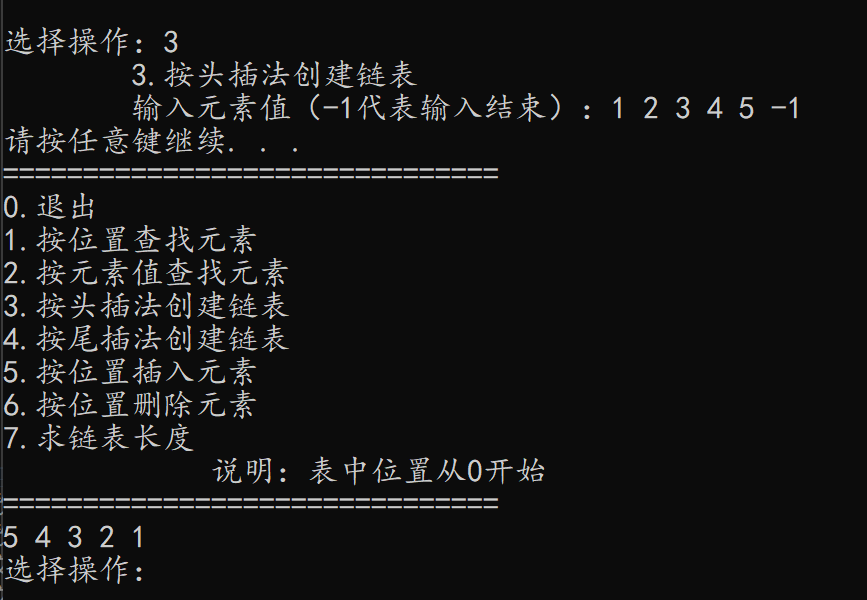 选择操作：3
3.按头插法创建链表
输入元素值（-1代表输入结束）：1 2 3 4 5 -1
请按任意键继续. . .
===============================
0.退出
1.按位置查找元素
2.按元素值查找元素
3.按头插法创建链表
4.按尾插法创建链表
5.按位置插入元素
6.按位置删除元素
7.求链表长度
说明：表中位置从0开始
===============================
5 4 3 2 1
选择操作：